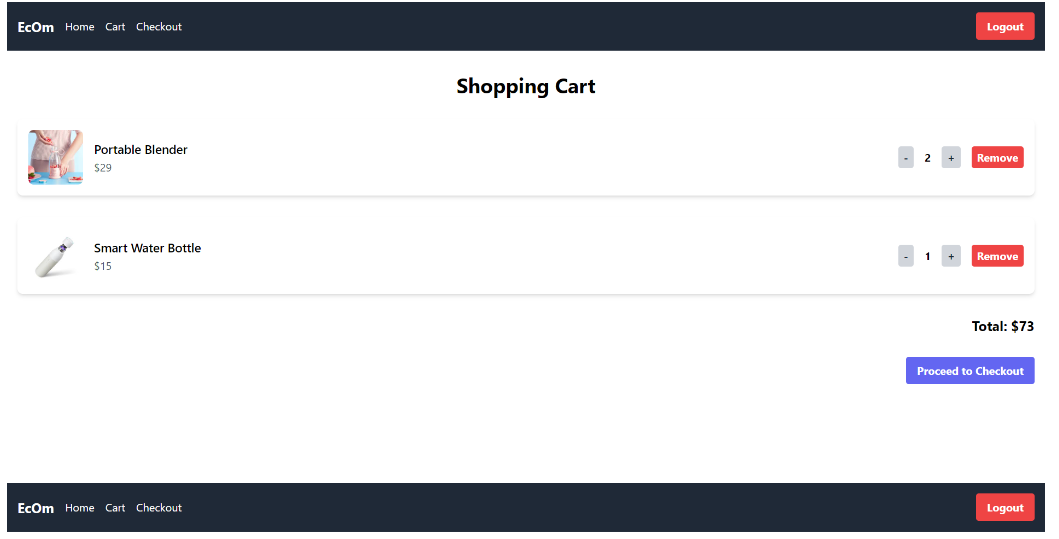 EcOm Home Cart Checkout Logout
Shopping Cart
Portable Blender
$29
- 2 + Remove
Smart Water Bottle
$15
- 1 + Remove
Total: $73
Proceed to Checkout
EcOm Home Cart Checkout Logout